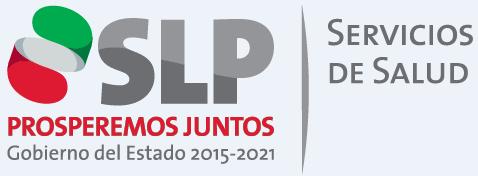 SLP
PROSPEREMOS JUNTOS
Gobierno del Estado 2015-2021
SERVICIOS
DE SALUD